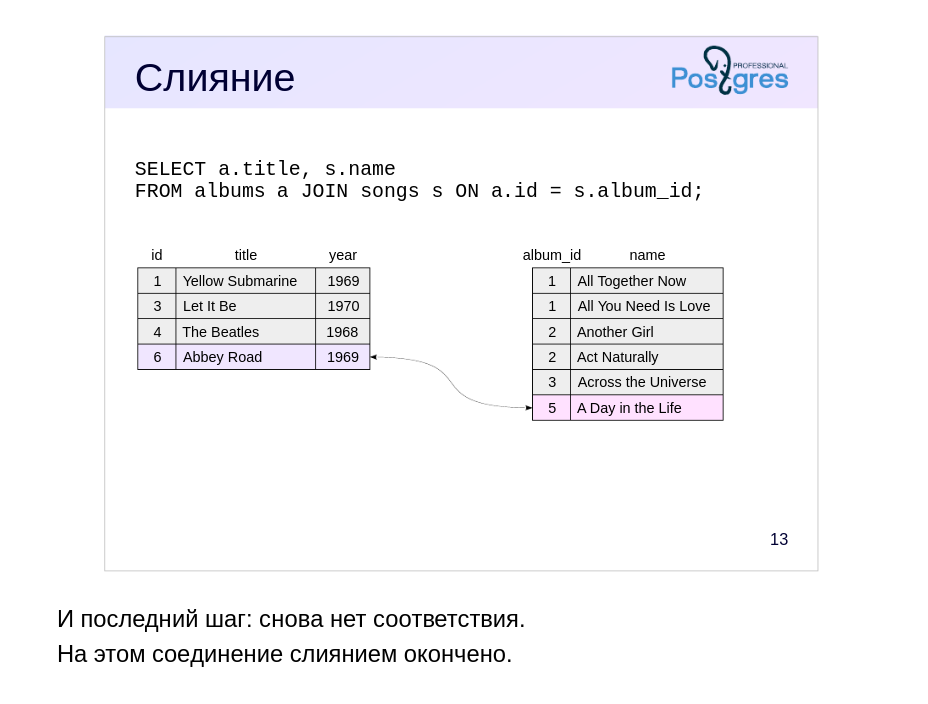 Слияние
PROFESSIONAL
Postgres
SELECT a.title, s.name
FROM albums a JOIN songs s ON a.id = s.album_id;
id title year album_id name
1 Yellow Submarine 1969 1 All Together Now
3 Let It Be 1970 1 All You Need Is Love
4 The Beatles 1968 2 Another Girl
6 Abbey Road 1969 2 Act Naturally
3 Across the Universe
5 A Day in the Life
13
И последний шаг: снова нет соответствия.
На этом соединение слиянием окончено.